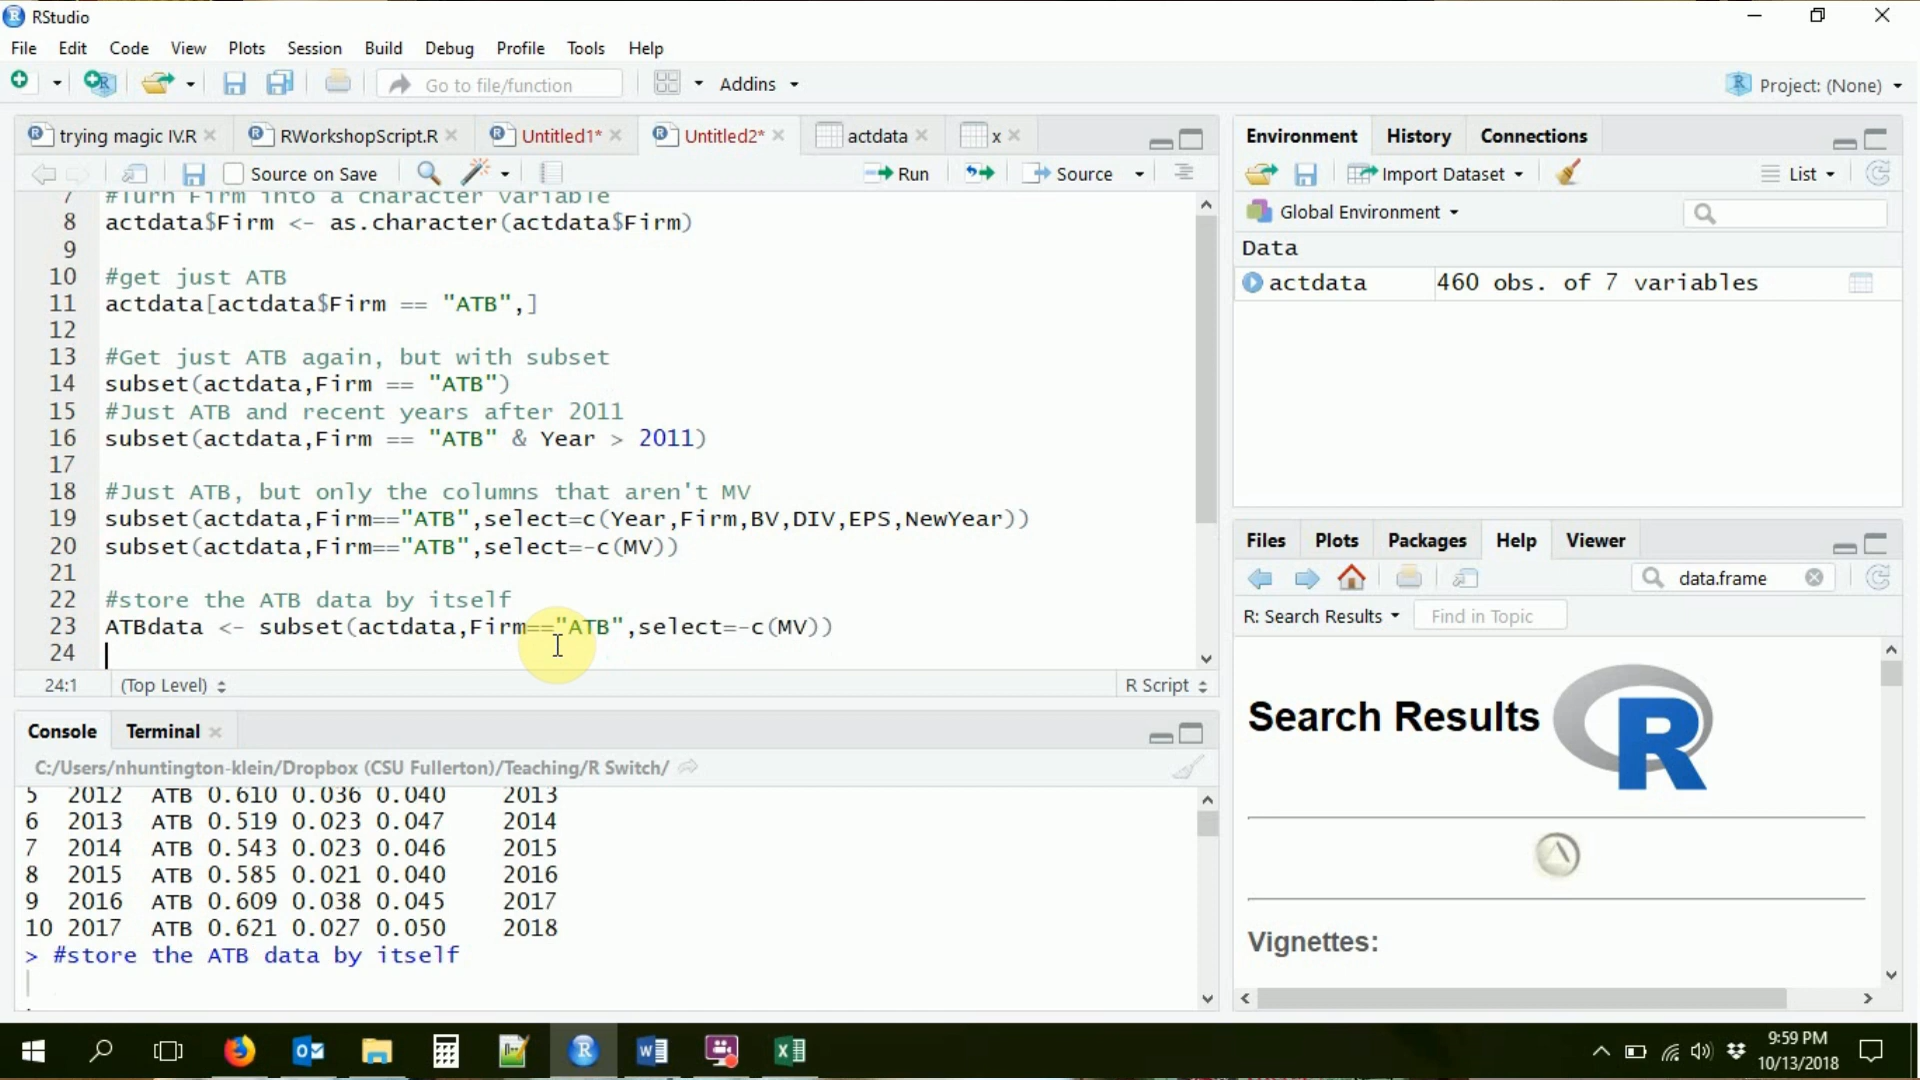 RStudio
File Edit Code View Plots Session Build Debug Profile Tools Help
Go to file/function Addins Project: (None)
trying magic IV.R RWorkshopScript.R Untitled1* Untitled2* actdata x
Source on Save Run Source
7 #Turn Firm into a character variable
8 actdata$Firm <- as.character(actdata$Firm)
9
10 #get just ATB
11 actdata[actdata$Firm == "ATB",]
12
13 #Get just ATB again, but with subset
14 subset(actdata,Firm == "ATB")
15 #Just ATB and recent years after 2011
16 subset(actdata,Firm == "ATB" & Year > 2011)
17
18 #Just ATB, but only the columns that aren't MV
19 subset(actdata,Firm=="ATB",select=c(Year,Firm,BV,DIV,EPS,NewYear))
20 subset(actdata,Firm=="ATB",select=-c(MV))
21
22 #store the ATB data by itself
23 ATBdata <- subset(actdata,Firm=="ATB",select=-c(MV))
24
24:1 (Top Level) R Script
Console Terminal
C:/Users/nhuntington-klein/Dropbox (CSU Fullerton)/Teaching/R Switch/
5 2012 ATB 0.610 0.036 0.040 2013
6 2013 ATB 0.519 0.023 0.047 2014
7 2014 ATB 0.543 0.023 0.046 2015
8 2015 ATB 0.585 0.021 0.040 2016
9 2016 ATB 0.609 0.038 0.045 2017
10 2017 ATB 0.621 0.027 0.050 2018
> #store the ATB data by itself
Environment History Connections
Import Dataset List
Global Environment
Data
actdata 460 obs. of 7 variables
Files Plots Packages Help Viewer
data.frame
R: Search Results Find in Topic
Search Results R
Vignettes:
9:59 PM
10/13/2018